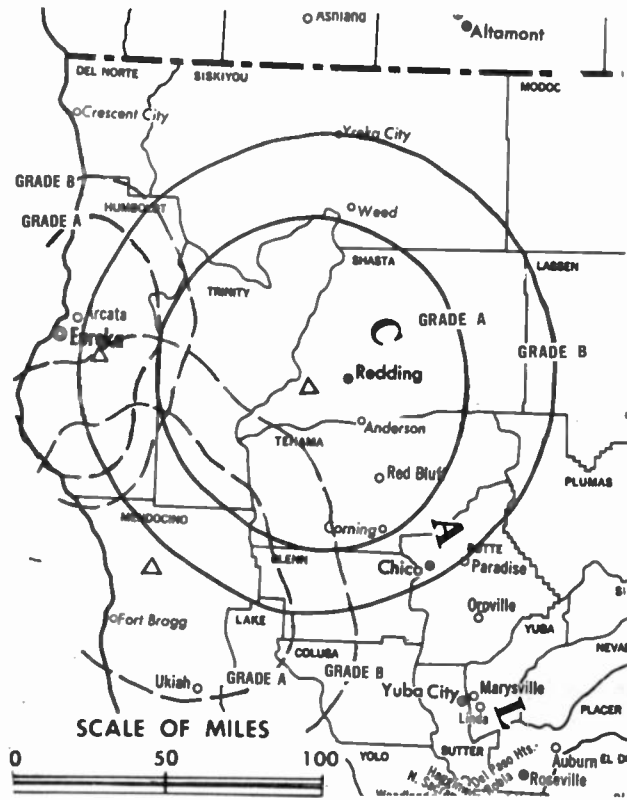 Ashland
Altamont
DEL NORTE
SISKIYOU
MODOC
Crescent City
Yreka City
GRADE B
HUMBOLDT
Weed
GRADE A
SHASTA
LASSEN
TRINITY
Arcata
Eureka
C
GRADE A
GRADE B
Redding
Anderson
TEHAMA
Red Bluff
PLUMAS
MENDOCINO
Corning
A
BUTTE
GLENN
Chico
Paradise
Fort Bragg
LAKE
Oroville
YUBA
COLUSA
NEVA
GRADE A
GRADE B
Ukiah
Yuba City
Marysville
Linda
L
PLACER
SCALE OF MILES
YOLO
SUTTER
Auburn
EL D
0 50 100
Roseville